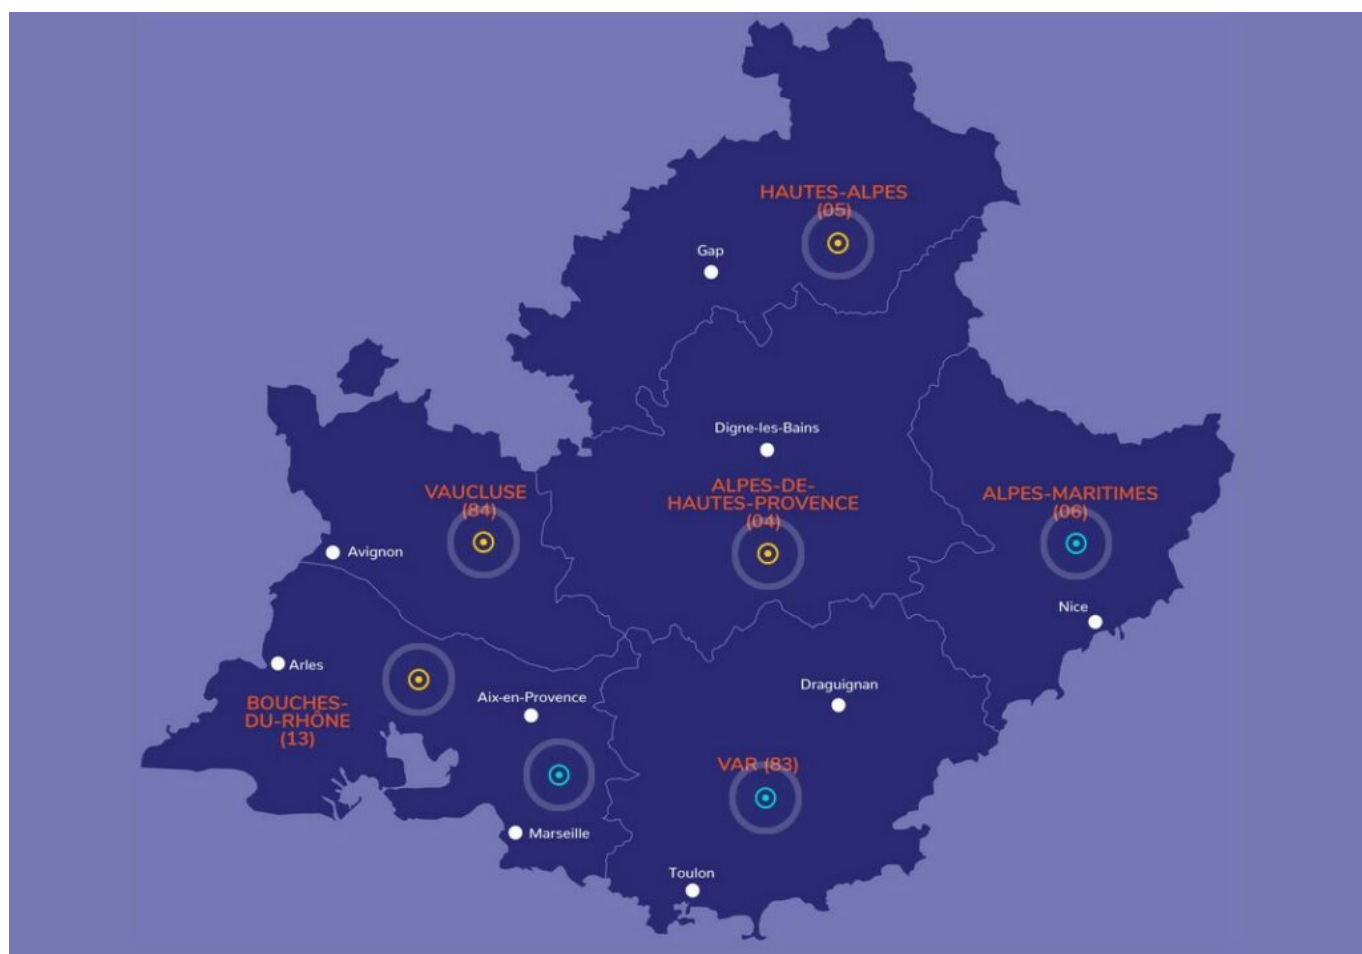 HAUTES-ALPES
(05)
Gap
Digne-les-Bains
ALPES-DE-
HAUTES-PROVENCE
(04)
VAUCLUSE
(84)
ALPES-MARITIMES
(06)
Avignon
Nice
Arles
BOUCHES-
DU-RHÔNE
(13)
Aix-en-Provence
Draguignan
VAR (83)
Marseille
Toulon